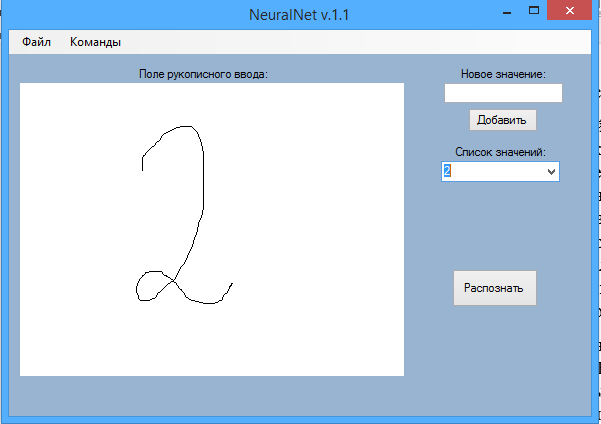 NeuralNet v.1.1
Файл Команды
Поле рукописного ввода:
2
Новое значение:
Добавить
Список значений:
2
Распознать